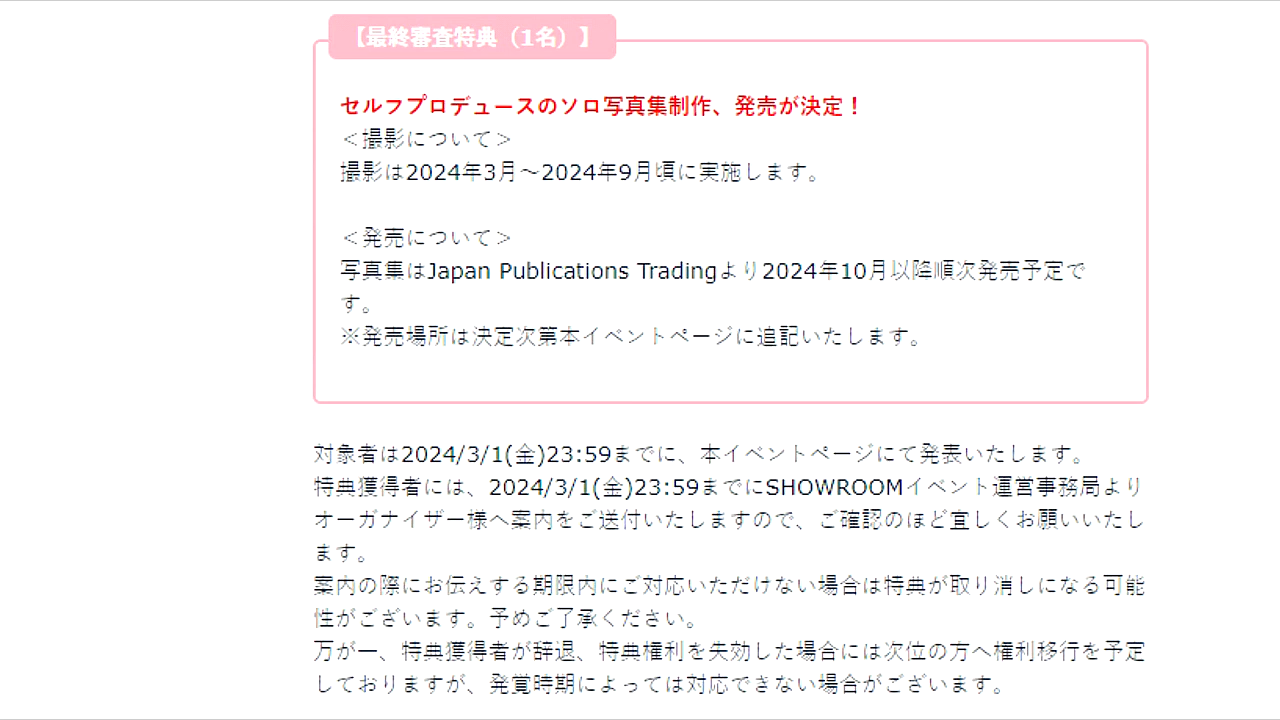 【最終審査特典（1名）】
セルフプロデュースのソロ写真集制作、発売が決定！
＜撮影について＞
撮影は2024年3月～2024年9月頃に実施します。
＜発売について＞
写真集はJapan Publications Tradingより2024年10月以降順次発売予定で
す。
※発売場所は決定次第本イベントページに追記いたします。
対象者は2024/3/1(金)23:59までに、本イベントページにて発表いたします。
特典獲得者には、2024/3/1(金)23:59までにSHOWROOMイベント運営事務局より
オーガナイザー様へ案内をご送付いたしますので、ご確認のほど宜しくお願いいたし
ます。
案内の際にお伝えする期限内にご対応いただけない場合は特典が取り消しになる可能
性がございます。予めご了承ください。
万が一、特典獲得者が辞退、特典権利を失効した場合には次位の方へ権利移行を予定
しておりますが、発覚時期によっては対応できない場合がございます。